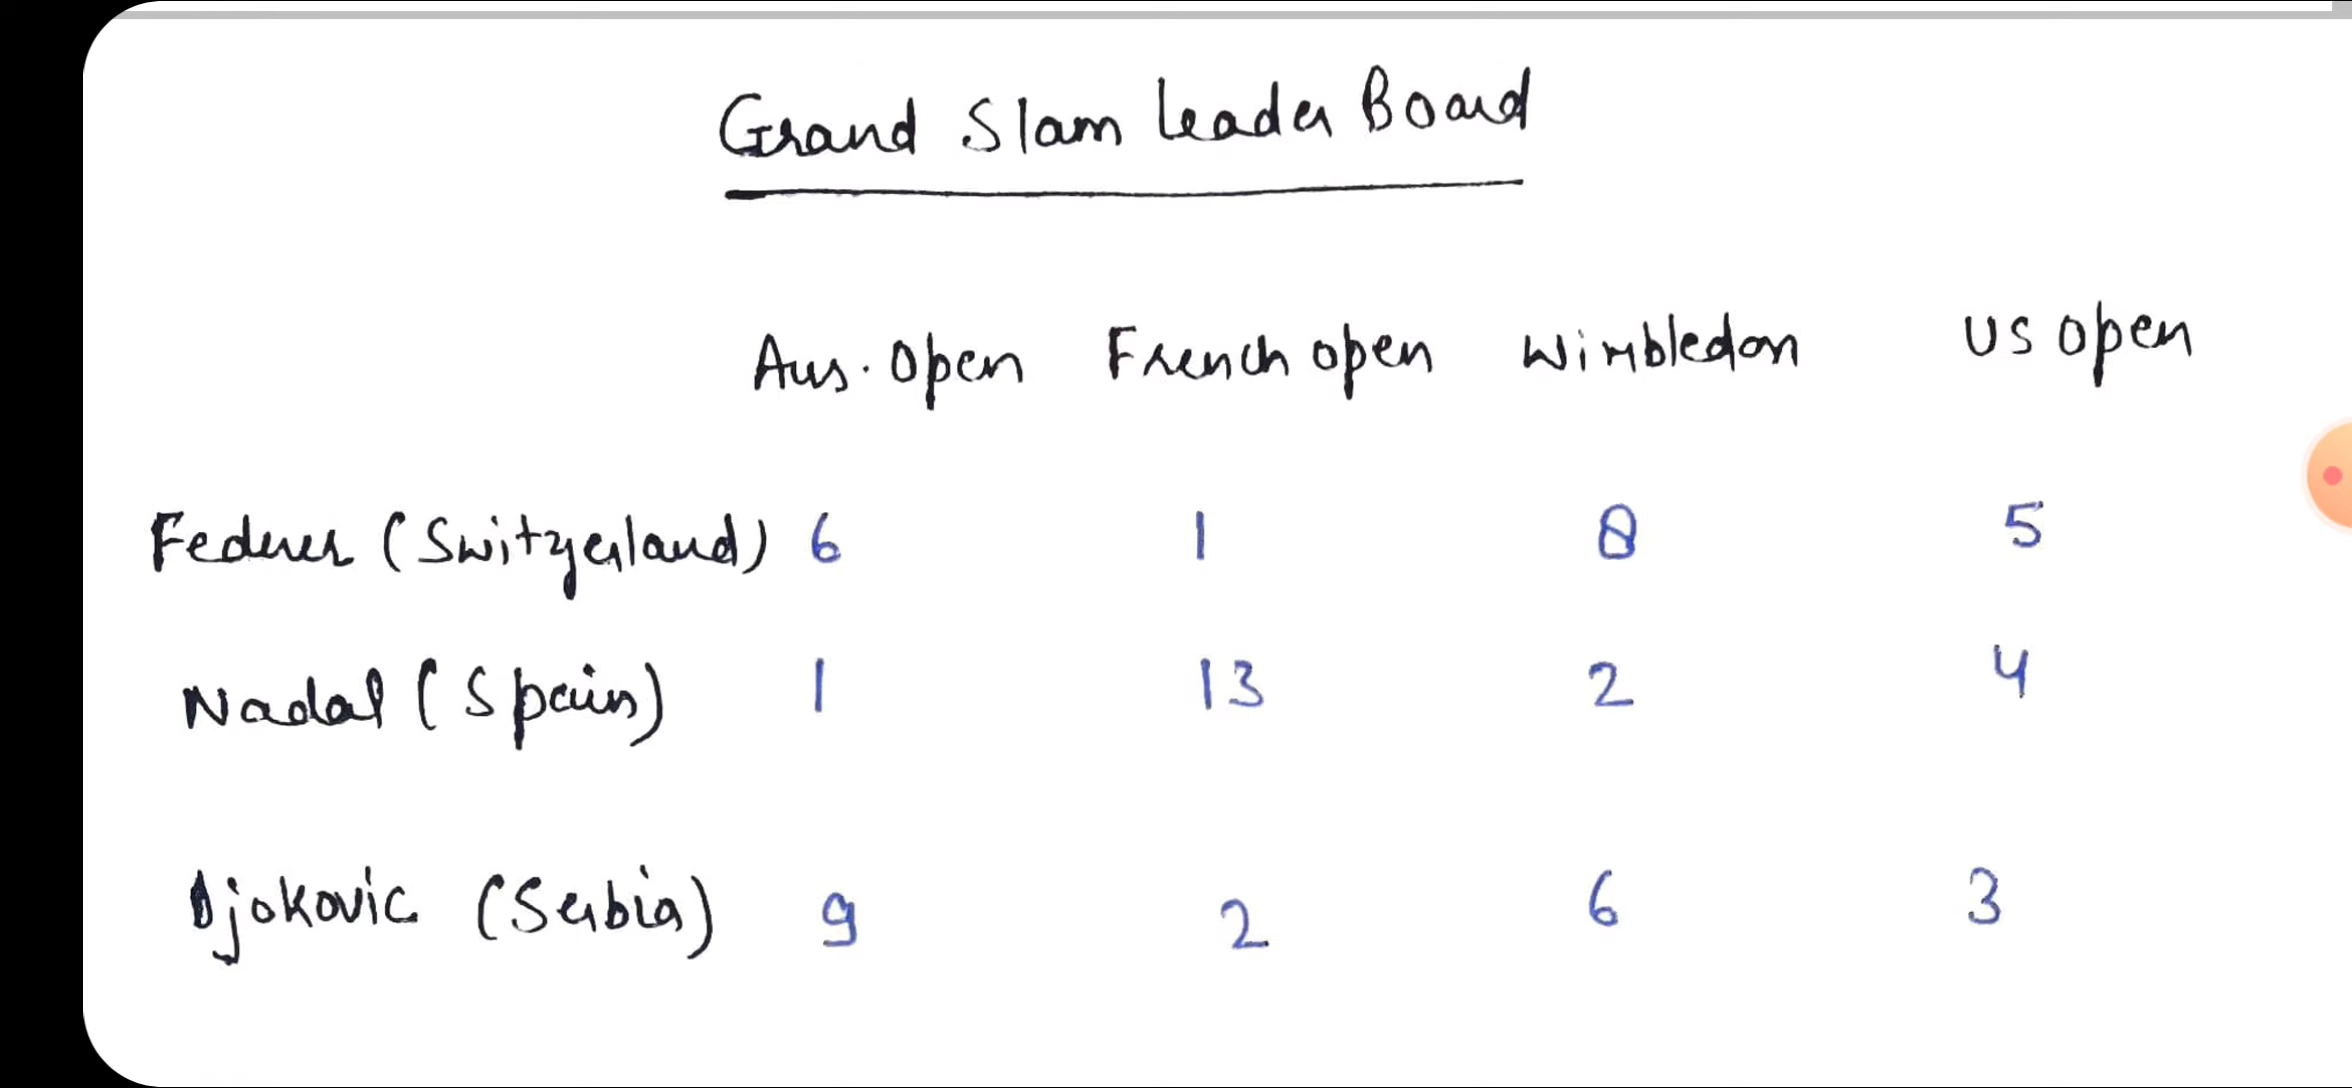 Grand Slam Leader Board
Aus. Open French open Wimbledon US open
Federer (Switzerland) 6 1 8 5
Nadal (Spain) 1 13 2 4
Djokovic (Serbia) 9 2 6 3